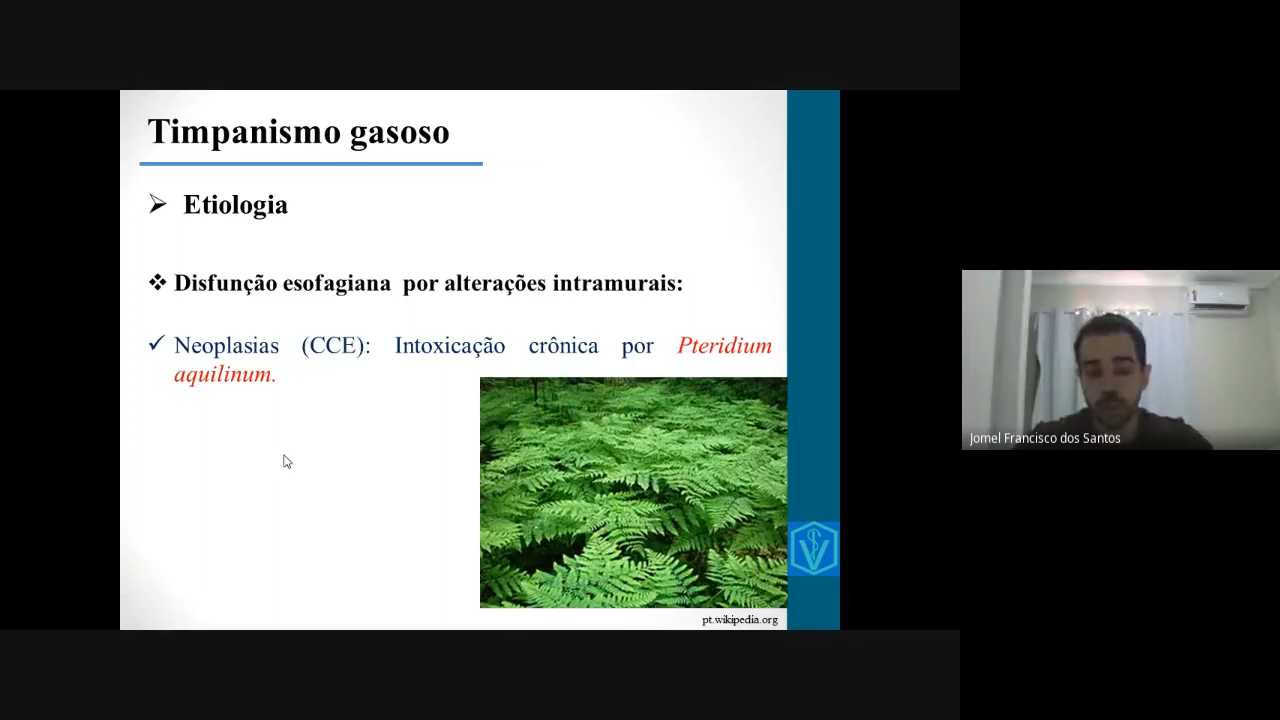 Timpanismo gasoso
Etiologia
Disfunção esofagiana por alterações intramurais:
Neoplasias (CCE): Intoxicação crônica por Pteridium
aquilinum.
pt.wikipedia.org
Jomel Francisco dos Santos